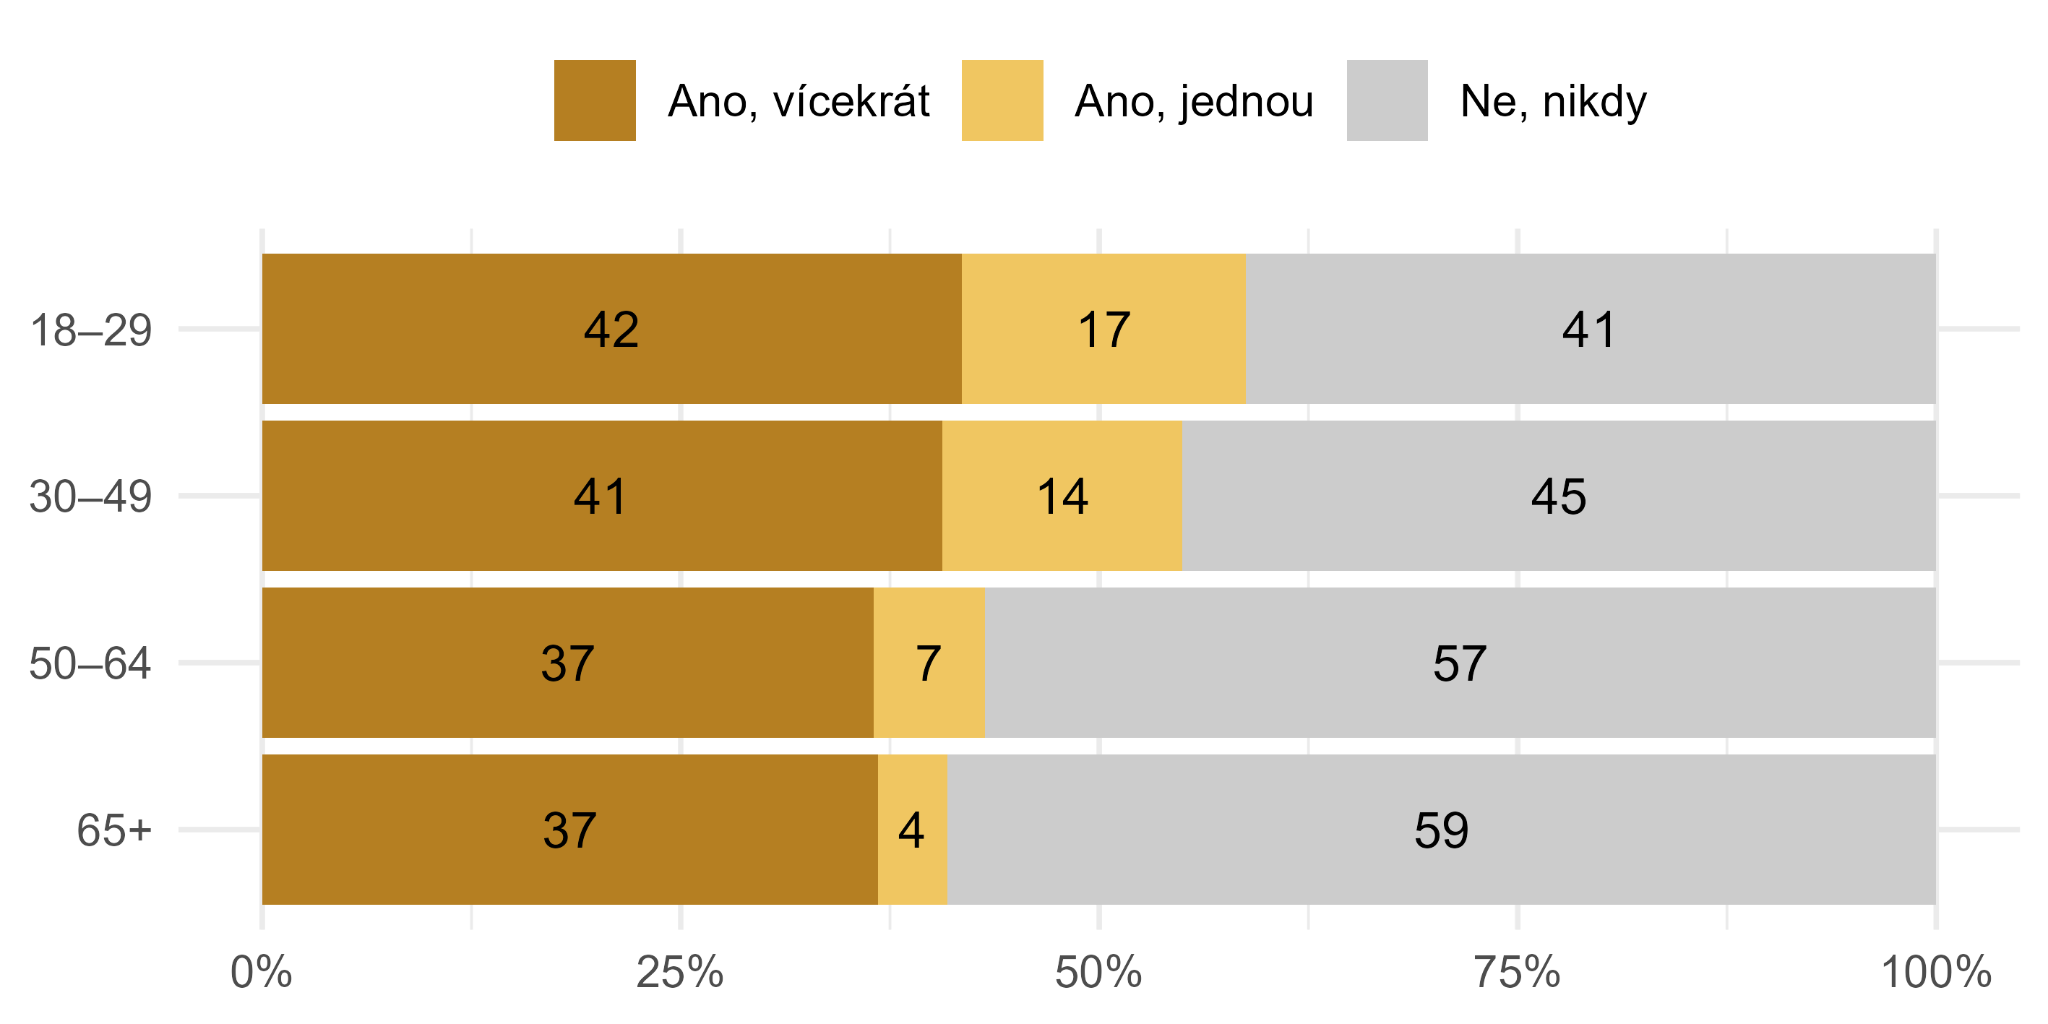 Ano, vícekrát Ano, jednou Ne, nikdy
18–29 42 17 41
30–49 41 14 45
50–64 37 7 57
65+ 37 4 59
0% 25% 50% 75% 100%